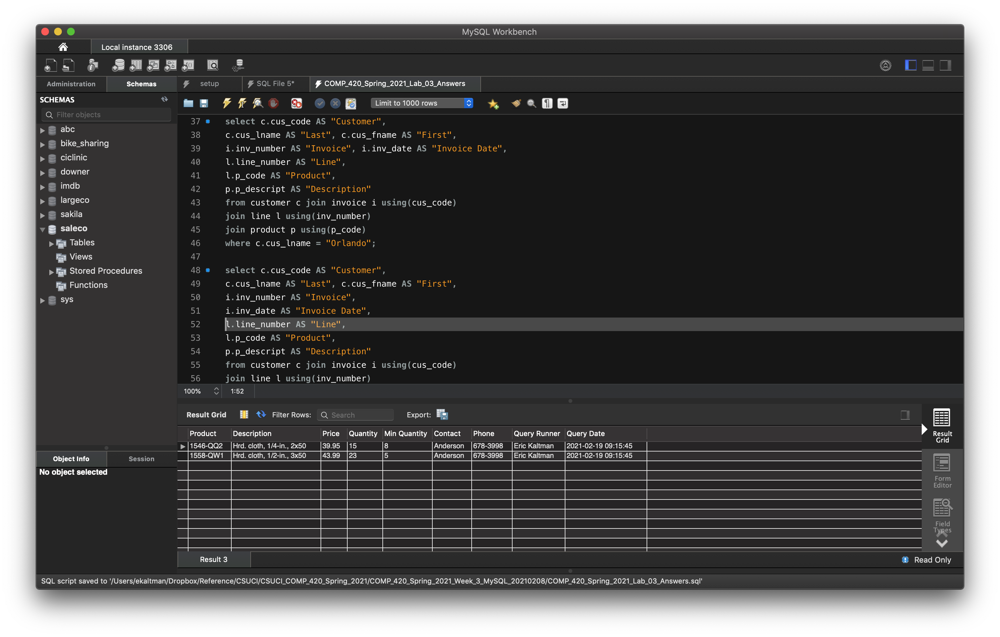 MySQL Workbench
Local instance 3306
Administration
Schemas
setup
SQL File 5*
COMP_420_Spring_2021_Lab_03_Answers
SCHEMAS
Filter objects
Limit to 1000 rows
abc
bike_sharing
ciclinic
downer
imdb
largeco
sakila
saleco
Tables
Views
Stored Procedures
Functions
sys
37 select c.cus_code AS "Customer",
38 c.cus_lname AS "Last", c.cus_fname AS "First",
39 i.inv_number AS "Invoice", i.inv_date AS "Invoice Date",
40 l.line_number AS "Line",
41 l.p_code AS "Product",
42 p.p_descript AS "Description"
43 from customer c join invoice i using(cus_code)
44 join line l using(inv_number)
45 join product p using(p_code)
46 where c.cus_lname = "Orlando";
47
48 select c.cus_code AS "Customer",
49 c.cus_lname AS "Last", c.cus_fname AS "First",
50 i.inv_number AS "Invoice",
51 i.inv_date AS "Invoice Date",
52 l.line_number AS "Line",
53 l.p_code AS "Product",
54 p.p_descript AS "Description"
55 from customer c join invoice i using(cus_code)
56 join line l using(inv_number)
100% 1:52
Result Grid Filter Rows: Search Export:
Product Description Price Quantity Min Quantity Contact Phone Query Runner Query Date
1546-QQ2 Hrd. cloth, 1/4-in., 2x50 39.95 15 8 Anderson 678-3998 Eric Kaltman 2021-02-19 09:15:45
1558-QW1 Hrd. cloth, 1/2-in., 3x50 43.99 23 5 Anderson 678-3998 Eric Kaltman 2021-02-19 09:15:45
Result
Grid
Form
Editor
Field
Types
Object Info
Session
No object selected
Result 3
Read Only
SQL script saved to '/Users/ekaltman/Dropbox/Reference/CSUCI/CSUCI_COMP_420_Spring_2021/COMP_420_Spring_2021_Week_3_MySQL_20210208/COMP_420_Spring_2021_Lab_03_Answers.sql'